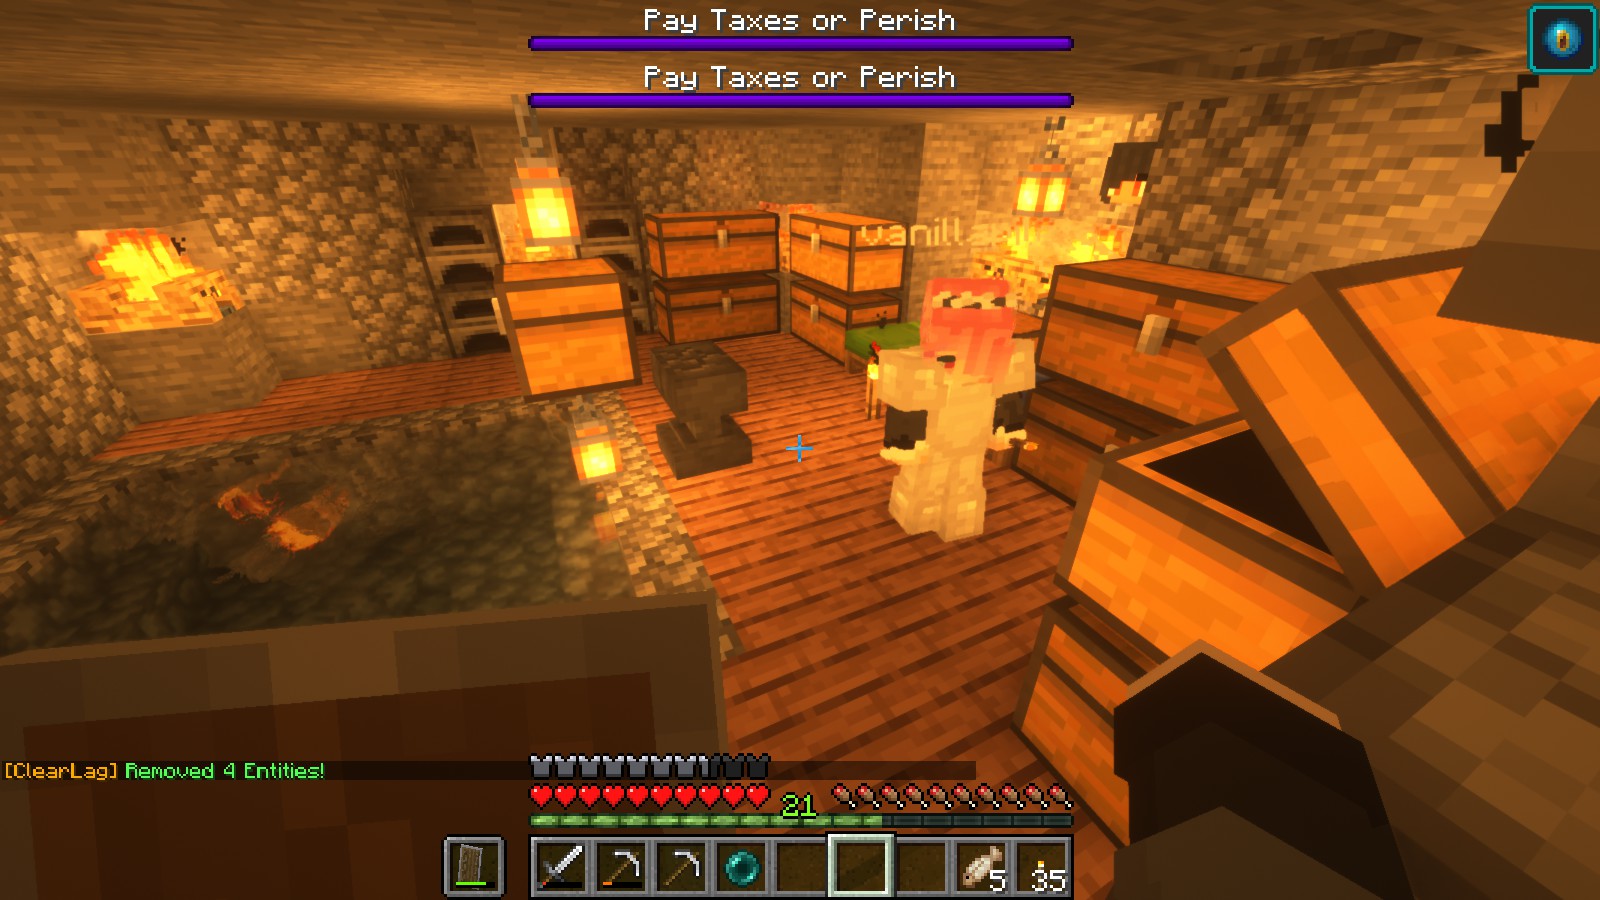 Pay Taxes or Perish
Pay Taxes or Perish
[ClearLag] Removed 4 Entities!
21
5
35